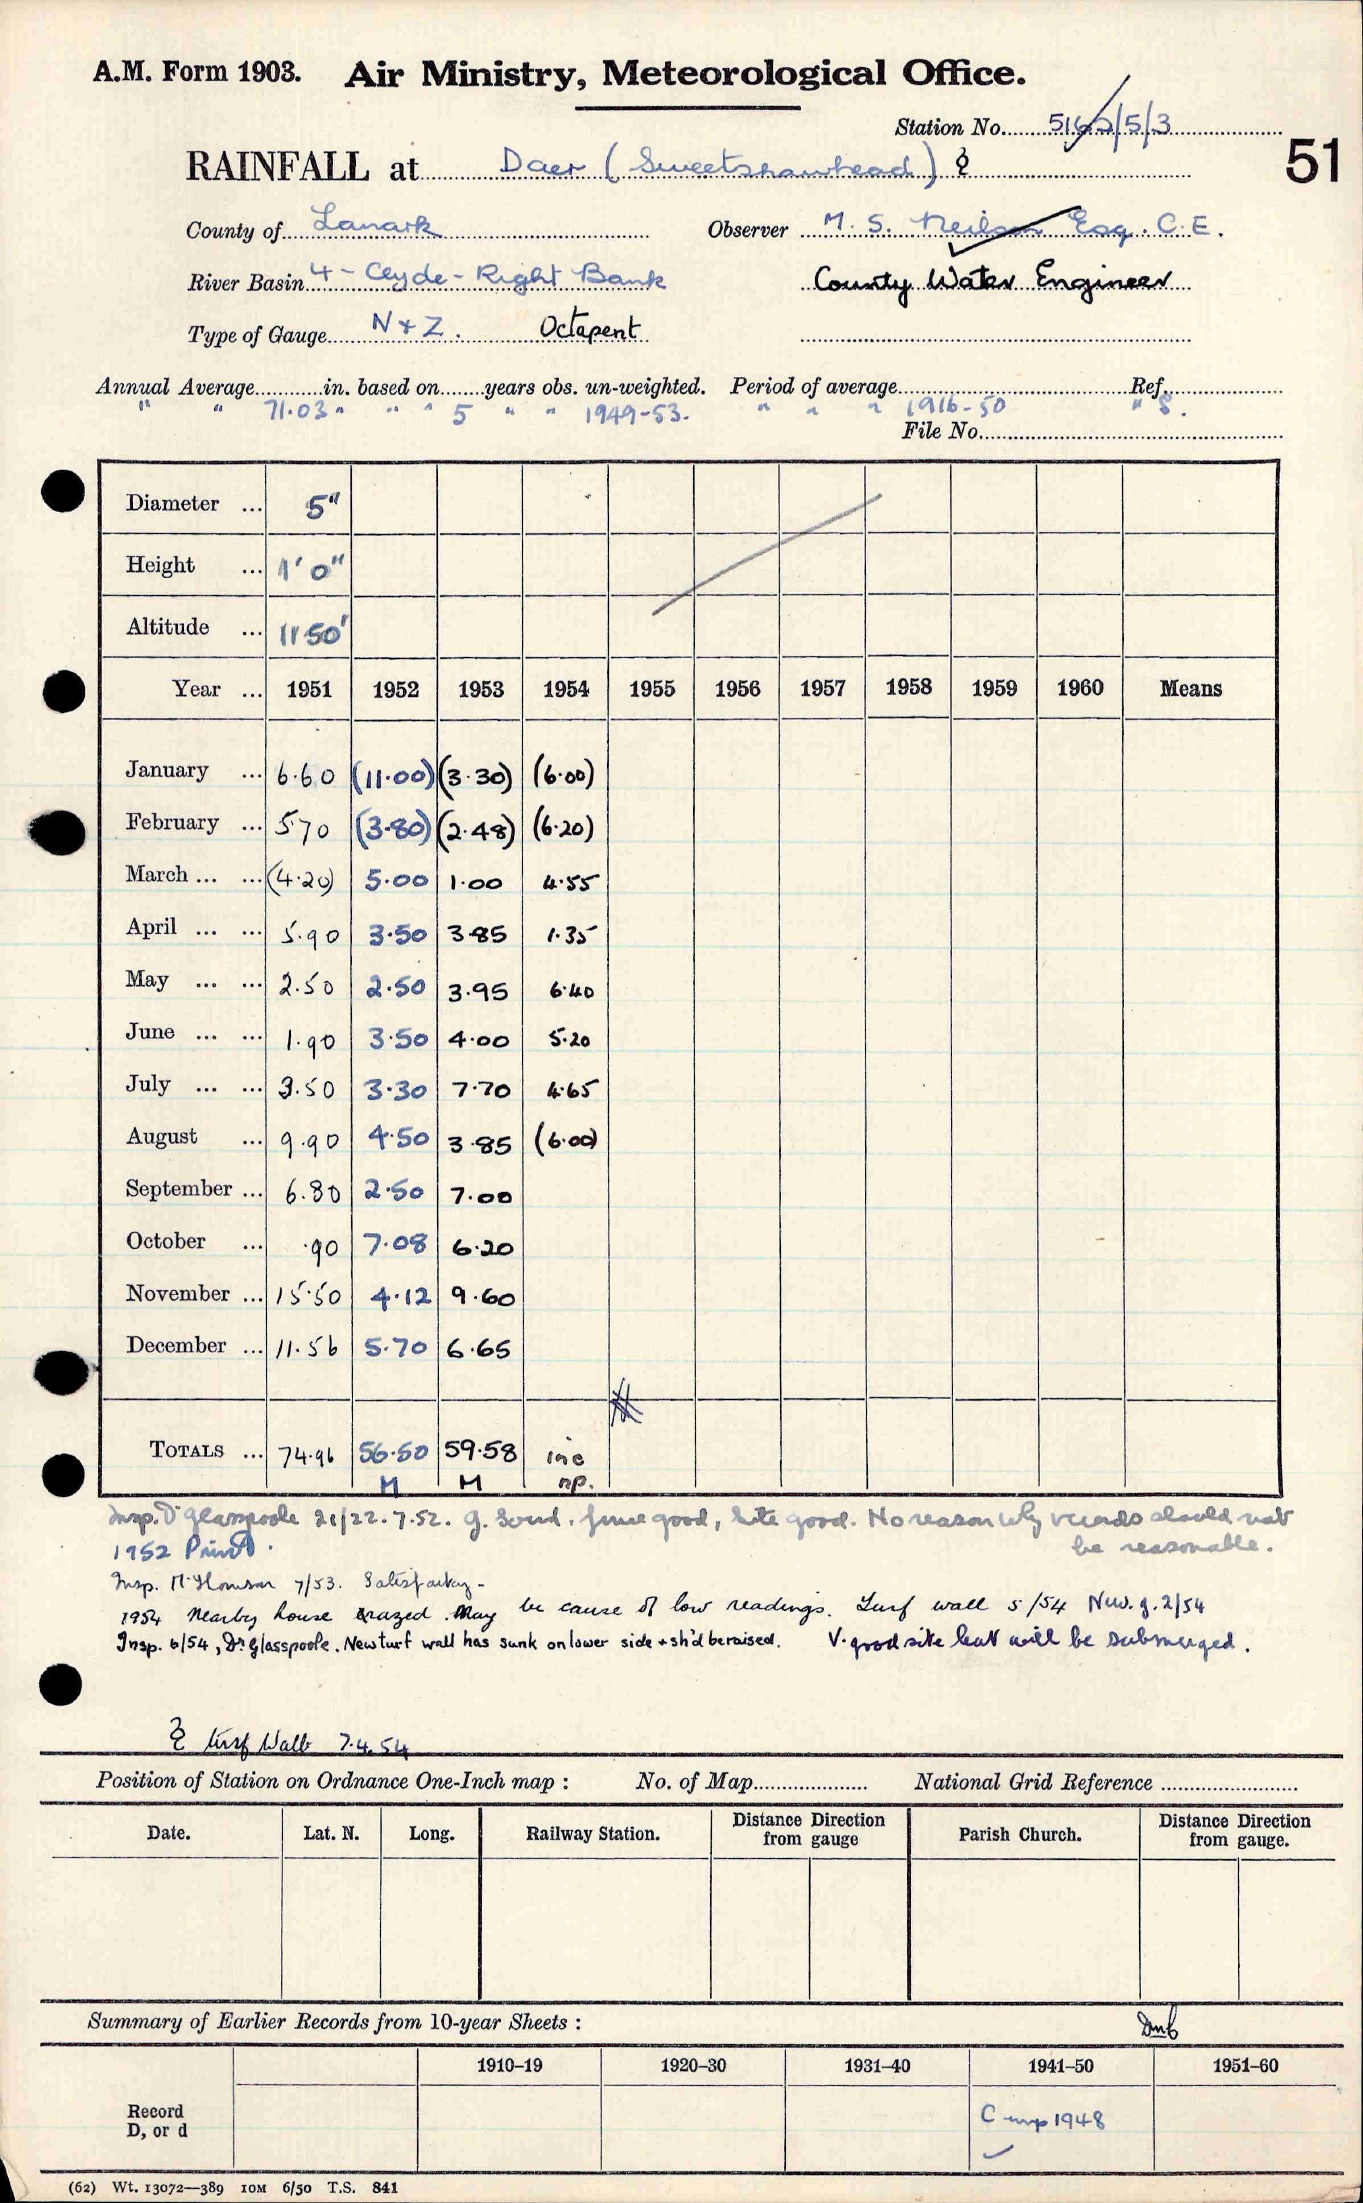 A.M. Form 1903. Air Ministry, Meteorological Office.
Station No. 5162/5/3
51
RAINFALL at Daer (Sweetshawhead) ξ
County of Lanark Observer M. S. Neilson Esq. C.E.
River Basin 4 - Clyde - Right Bank County Water Engineer
Type of Gauge N + Z. Octapent
Annual Average in. based on years obs. un-weighted. Period of average Ref.
" " 71.03 " " " 5 " " 1949-53. " " " 1916-50 " S.
File No.
Diameter ... 5"
Height ... 1' 0"
Altitude ... 1150'
Year ... 1951 1952 1953 1954 1955 1956 1957 1958 1959 1960 Means
January ... 6.60 (11.00) (3.30) (6.00)
February ... 5.70 (3.80) (2.48) (6.20)
March ... ... (4.20) 5.00 1.00 4.55
April ... ... 5.90 3.50 3.85 1.35
May ... ... 2.50 2.50 3.95 6.40
June ... ... 1.90 3.50 4.00 5.20
July ... ... 3.50 3.30 7.70 4.65
August ... 9.90 4.50 3.85 (6.00)
September ... 6.80 2.50 7.00
October ... .90 7.08 6.20
November ... 15.50 4.12 9.60
December ... 11.56 5.70 6.65
TOTALS ... 74.96 56.50 59.58 inc
M M np.
Insp. Dr Glasspoole 21/22.7.52. g. good, site good. No reason why records should not
1952 Print. be reasonable.
Insp. 7/53. Satisfactory -
1954 Nearby house razed. May be cause of low readings. Turf wall 5/54 New g. 2/54
Insp. 6/54, Dr. Glasspoole. New turf wall has sunk on lower side + sh'd be raised. V. good site but will be submerged.
ξ turf Wall 7.4.54
Position of Station on Ordnance One-Inch map : No. of Map National Grid Reference
Date. Lat. N. Long. Railway Station. Distance Direction from gauge Parish Church. Distance Direction from gauge.
Summary of Earlier Records from 10-year Sheets :
1910–19 1920–30 1931–40 1941–50 1951–60
Record
D, or d
C 1948
(62) Wt. 13072—389 10M 6/50 T.S. 841